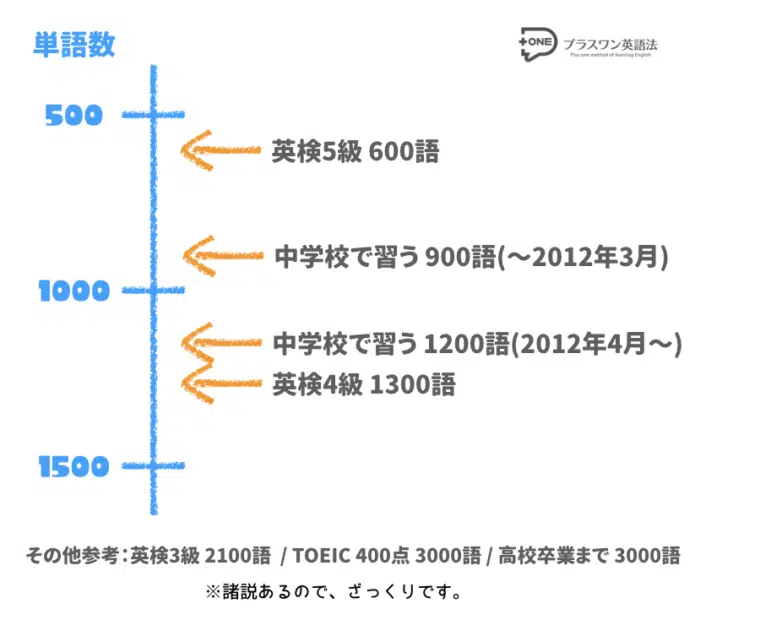 単語数
+ONE プラスワン英語法
Plus one method of learning English
500
英検5級 600語
中学校で習う 900語(〜2012年3月)
1000
中学校で習う 1200語(2012年4月〜)
英検4級 1300語
1500
その他参考：英検3級 2100語 / TOEIC 400点 3000語 / 高校卒業まで 3000語
※諸説あるので、ざっくりです。